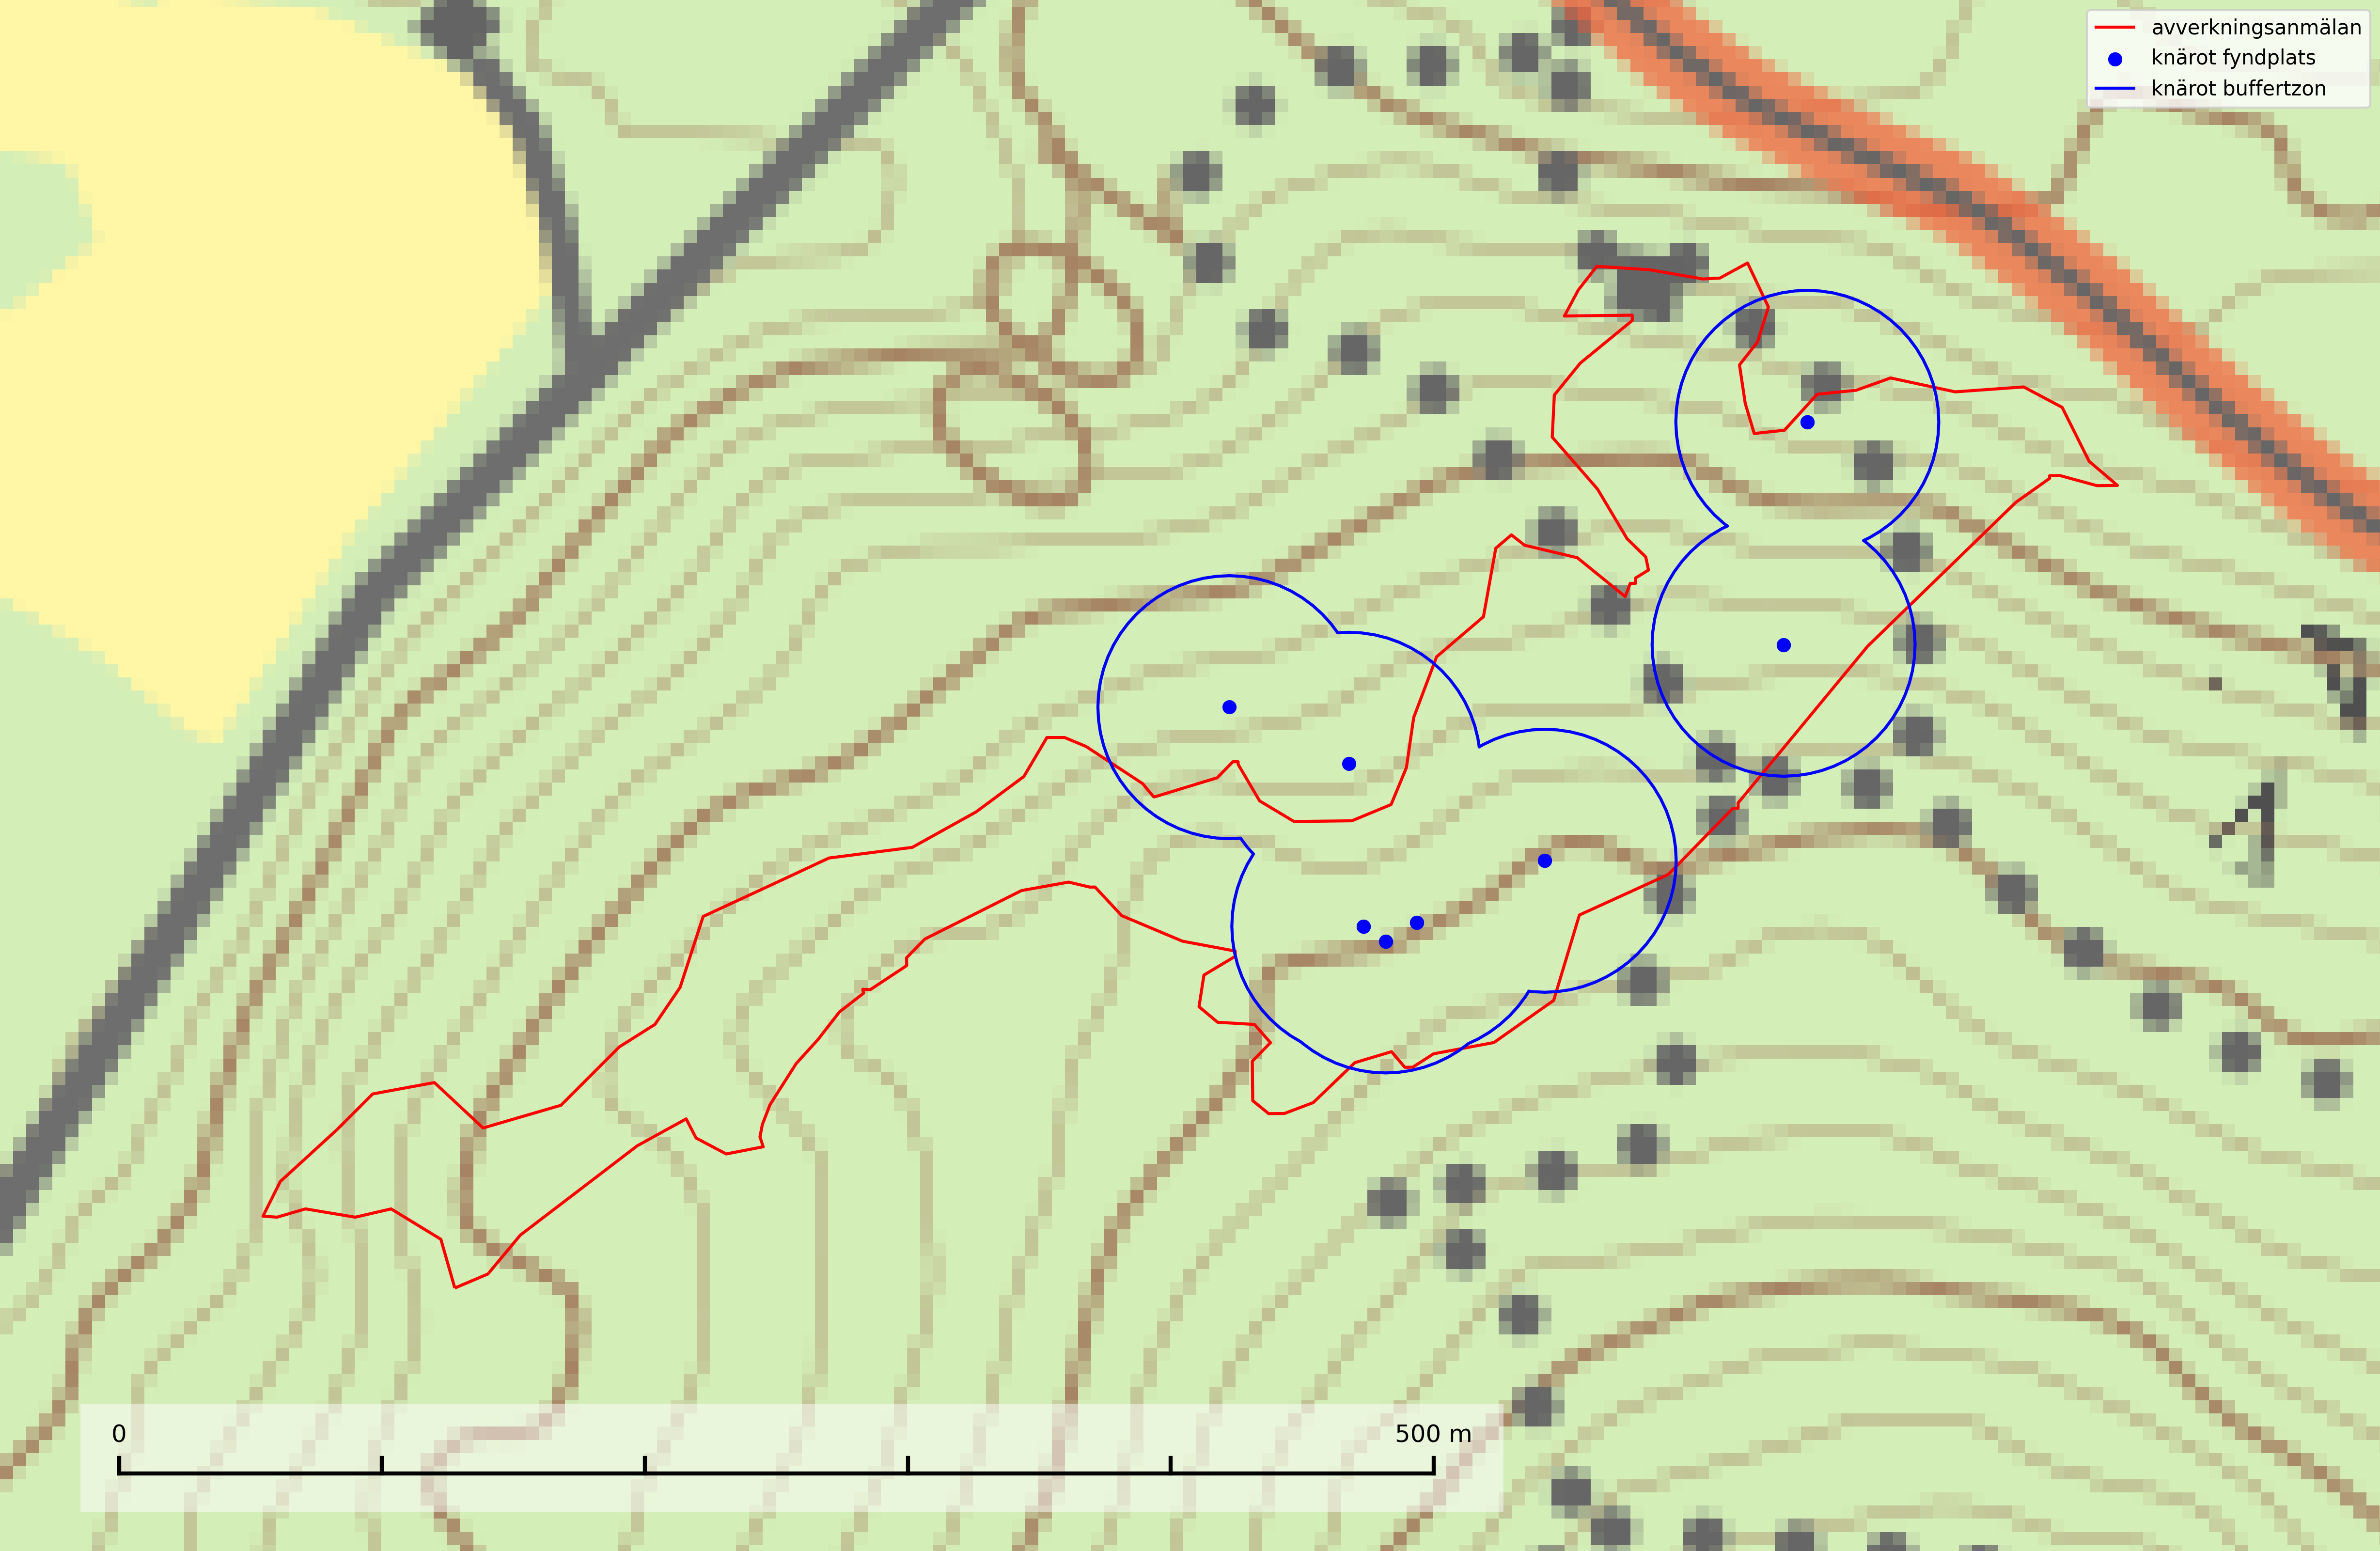 avverkningsanmälan
knärot fyndplats
knärot buffertzon
0
500 m